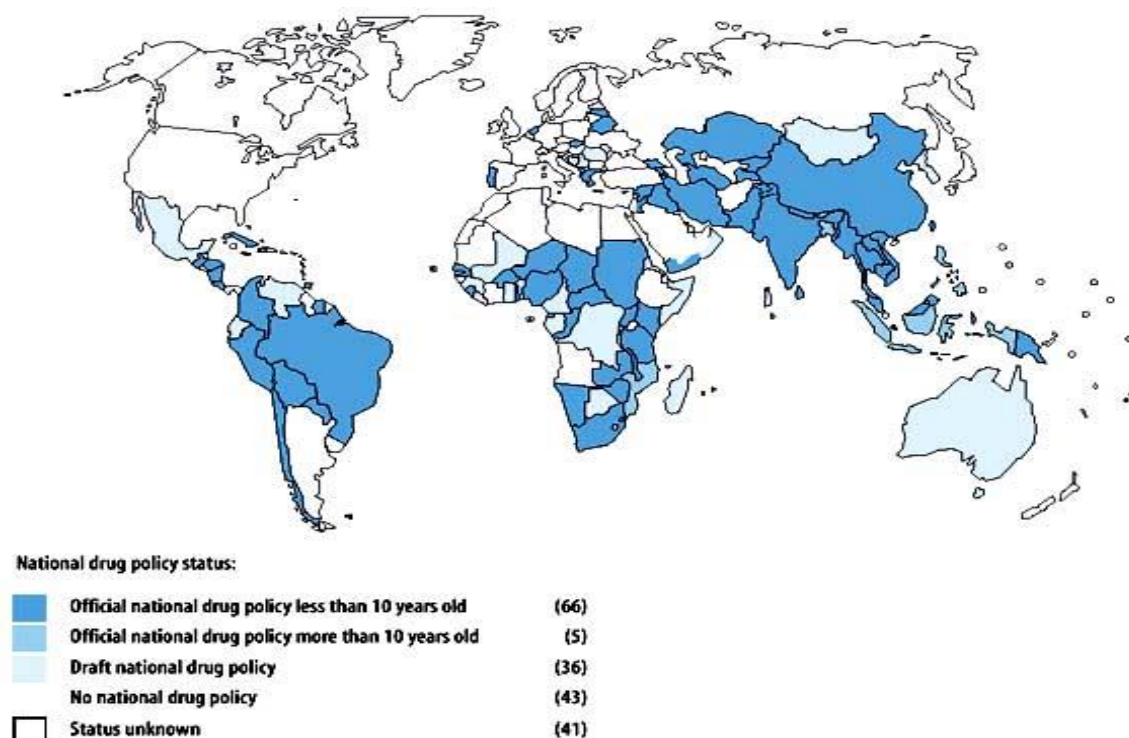 National drug policy status:
Official national drug policy less than 10 years old (66)
Official national drug policy more than 10 years old (5)
Draft national drug policy (36)
No national drug policy (43)
Status unknown (41)